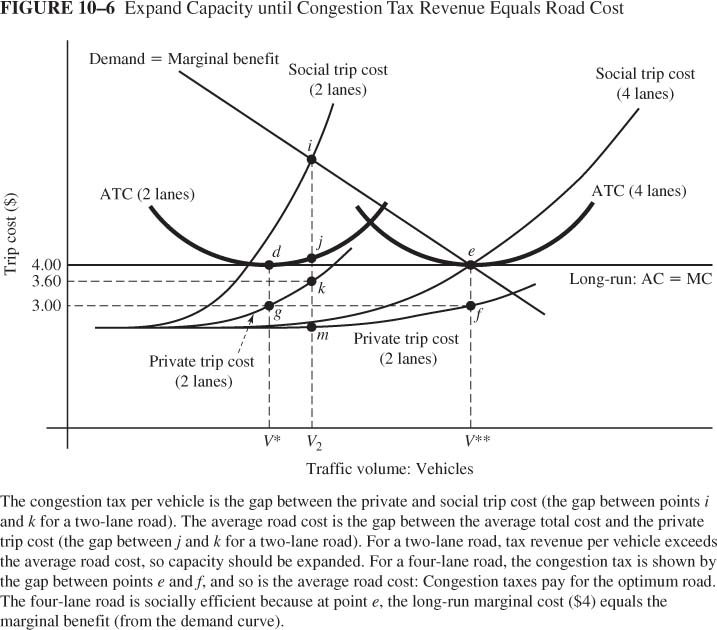 FIGURE 10–6 Expand Capacity until Congestion Tax Revenue Equals Road Cost
Demand = Marginal benefit
Social trip cost
(2 lanes)
Social trip cost
(4 lanes)
i
ATC (2 lanes)
ATC (4 lanes)
Trip cost ($)
d
j
e
4.00
Long-run: AC = MC
3.60
k
3.00
g
f
m
Private trip cost
(2 lanes)
Private trip cost
(2 lanes)
V*
V2
V**
Traffic volume: Vehicles
The congestion tax per vehicle is the gap between the private and social trip cost (the gap between points i
and k for a two-lane road). The average road cost is the gap between the average total cost and the private
trip cost (the gap between j and k for a two-lane road). For a two-lane road, tax revenue per vehicle exceeds
the average road cost, so capacity should be expanded. For a four-lane road, the congestion tax is shown by
the gap between points e and f, and so is the average road cost: Congestion taxes pay for the optimum road.
The four-lane road is socially efficient because at point e, the long-run marginal cost ($4) equals the
marginal benefit (from the demand curve).